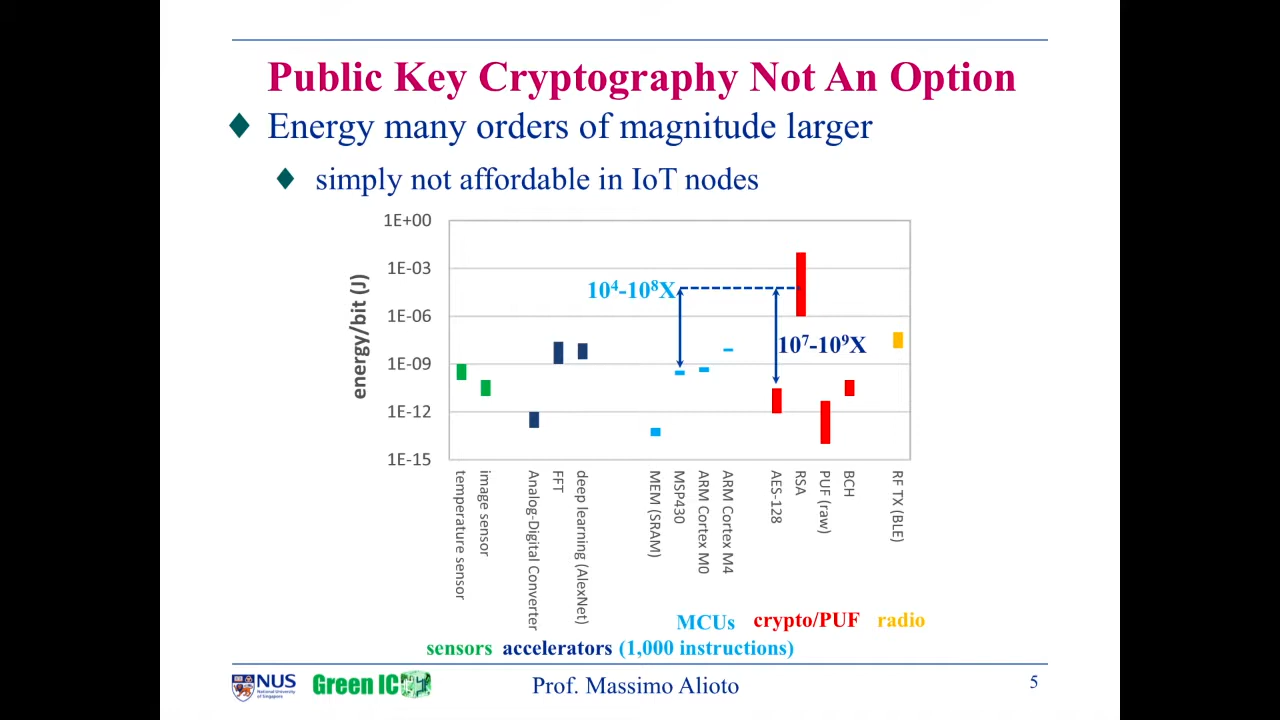 Public Key Cryptography Not An Option
Energy many orders of magnitude larger
simply not affordable in IoT nodes
energy/bit (J)
1E+00
1E-03
1E-06
1E-09
1E-12
1E-15
10⁴-10⁸X
10⁷-10⁹X
temperature sensor
image sensor
Analog-Digital Converter
FFT
deep learning (AlexNet)
MEM (SRAM)
MSP430
ARM Cortex M0
ARM Cortex M4
AES-128
RSA
PUF (raw)
BCH
RF TX (BLE)
MCUs crypto/PUF radio
sensors accelerators (1,000 instructions)
NUS
National University
of Singapore
Green IC
Prof. Massimo Alioto
5